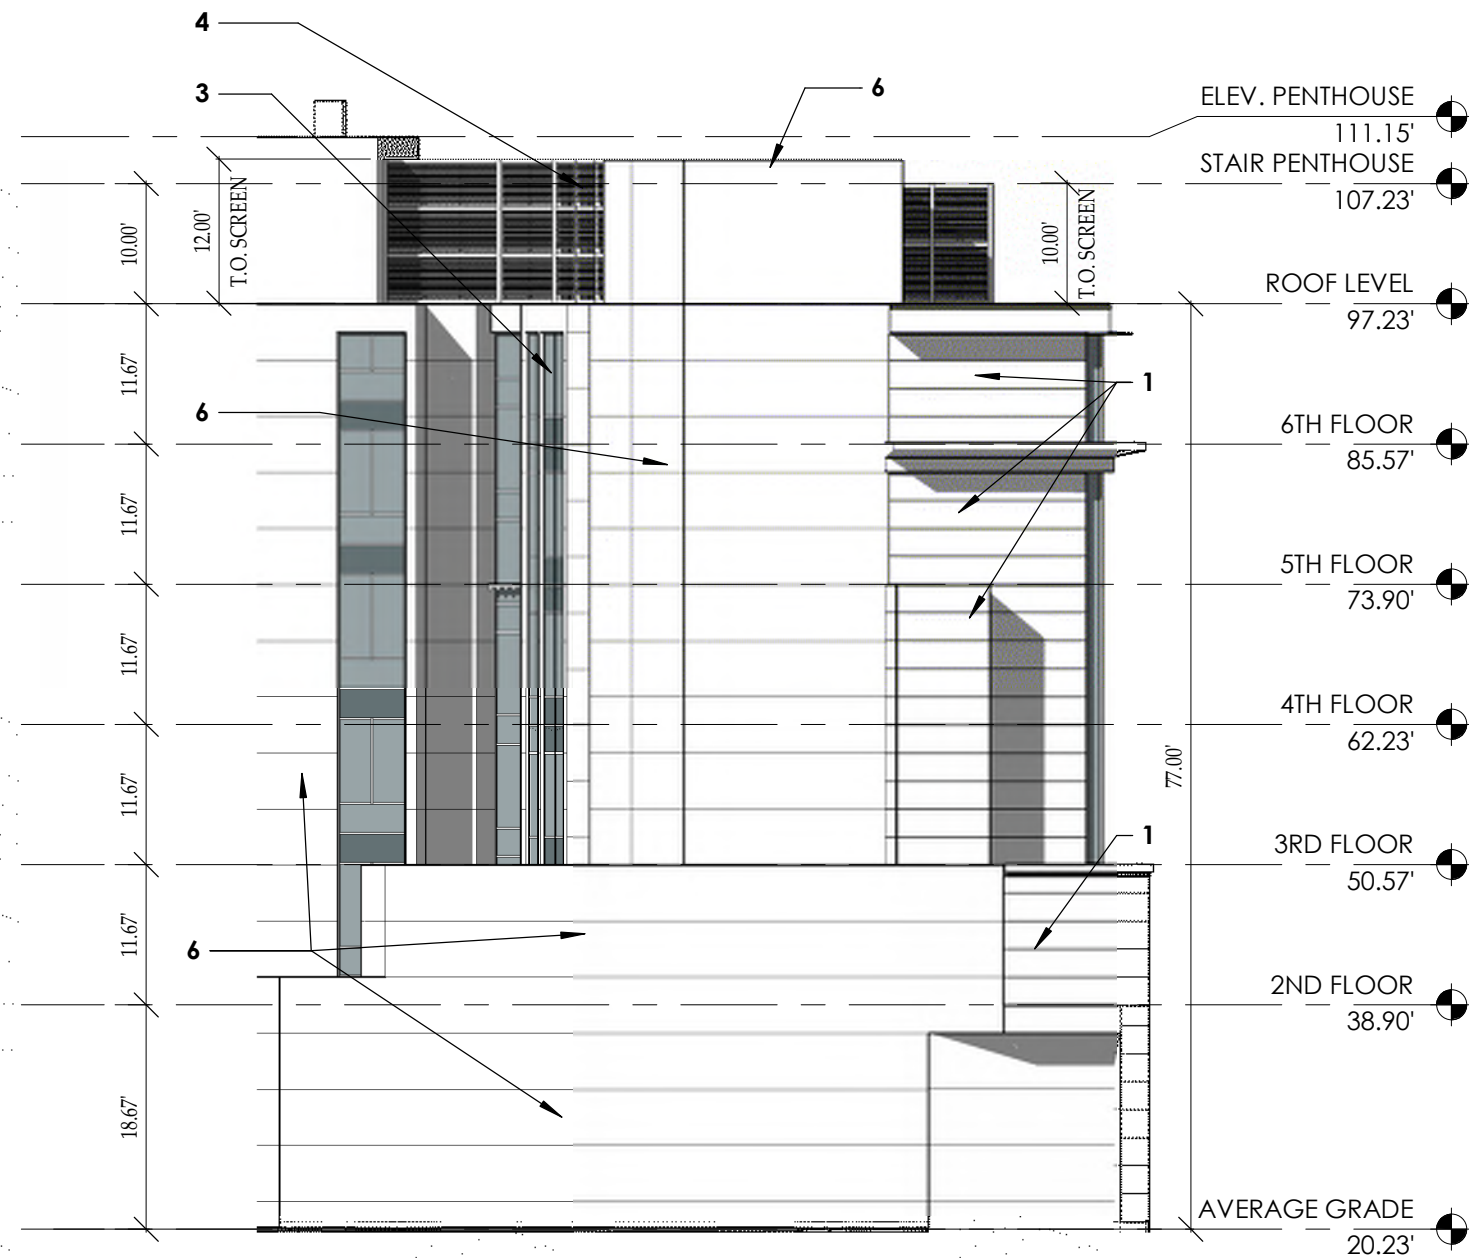 4
3
6
ELEV. PENTHOUSE
111.15'
STAIR PENTHOUSE
107.23'
10.00'
12.00'
T.O. SCREEN
10.00'
T.O. SCREEN
ROOF LEVEL
97.23'
11.67'
1
6
6TH FLOOR
85.57'
11.67'
5TH FLOOR
73.90'
11.67'
4TH FLOOR
62.23'
77.00'
11.67'
1
3RD FLOOR
50.57'
11.67'
6
2ND FLOOR
38.90'
18.67'
AVERAGE GRADE
20.23'